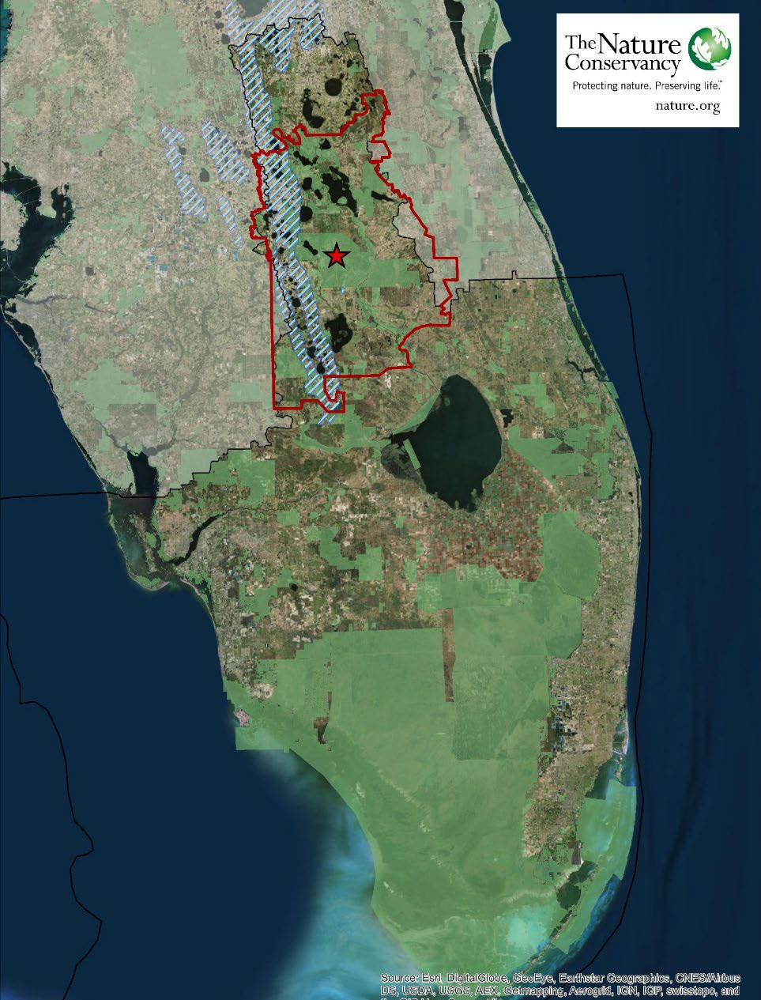 The Nature
Conservancy
Protecting nature. Preserving life.™
nature.org
Source: Esri, DigitalGlobe, GeoEye, Earthstar Geographics, CNES/Airbus
DS, USDA, USGS, AEX, Getmapping, Aerogrid, IGN, IGP, swisstopo, and